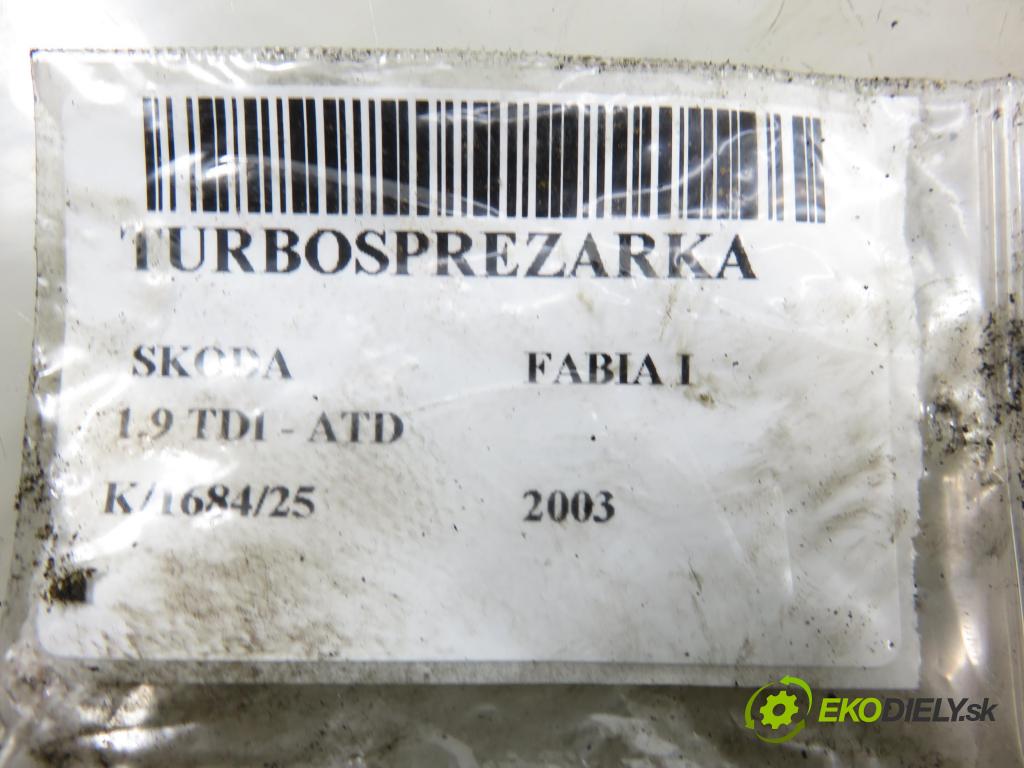 TURBOSPREZARKA
SKODA FABIA I
1.9 TDI - ATD
K/1684/25 2003
EKODIELY.sk